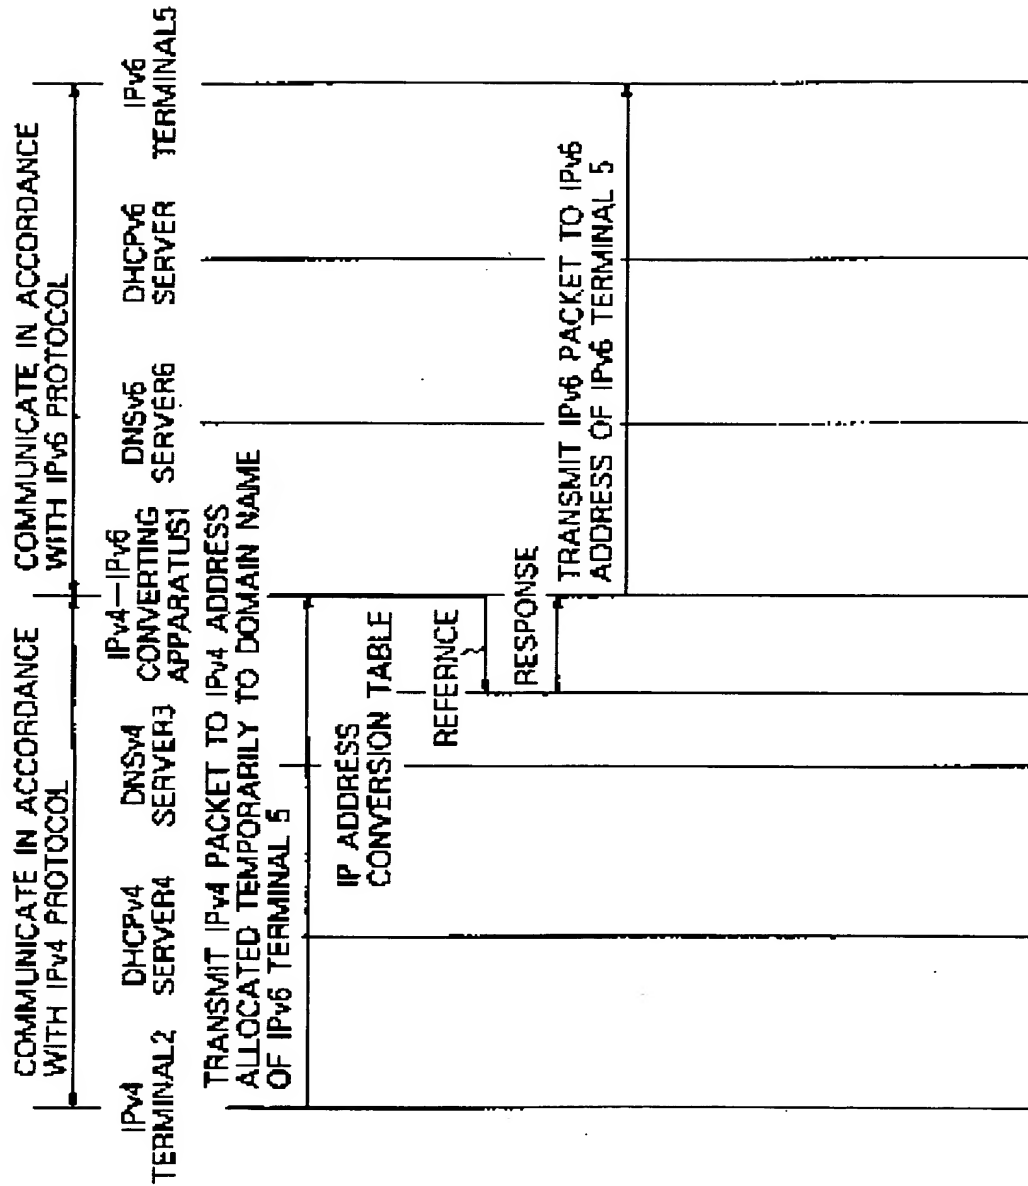 COMMUNICATE IN ACCORDANCE
WITH IPv4 PROTOCOL
COMMUNICATE IN ACCORDANCE
WITH IPv6 PROTOCOL
IPv4
TERMINAL2
DHCPv4
SERVER4
DNSv4
SERVER3
IPv4-IPv6
CONVERTING
APPARATUS1
DNSv6
SERVER6
DHCPv6
SERVER
IPv6
TERMINAL5
TRANSMIT IPv4 PACKET TO IPv4 ADDRESS
ALLOCATED TEMPORARILY TO DOMAIN NAME
OF IPv6 TERMINAL 5
IP ADDRESS
CONVERSION TABLE
REFERNCE
RESPONSE
TRANSMIT IPv6 PACKET TO IPv6
ADDRESS OF IPv6 TERMINAL 5